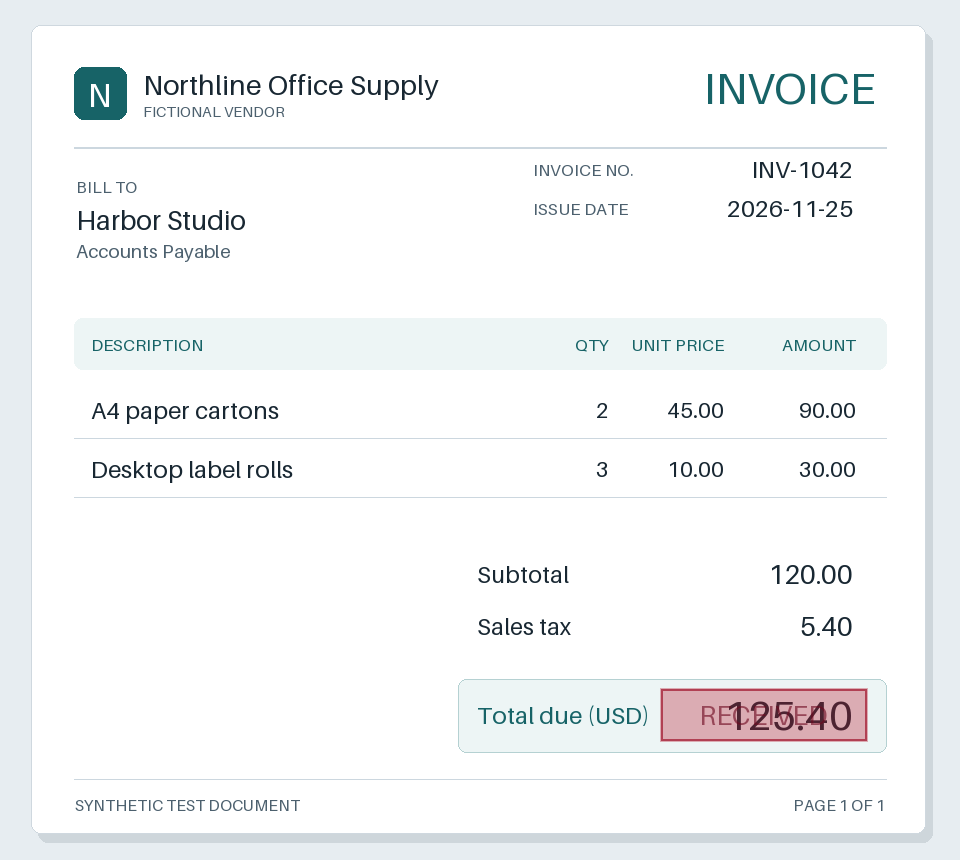 N
Northline Office Supply
FICTIONAL VENDOR
INVOICE
BILL TO
Harbor Studio
Accounts Payable
INVOICE NO. INV-1042
ISSUE DATE 2026-11-25
DESCRIPTION QTY UNIT PRICE AMOUNT
A4 paper cartons 2 45.00 90.00
Desktop label rolls 3 10.00 30.00
Subtotal 120.00
Sales tax 5.40
Total due (USD) 125.40
RECEIVED
SYNTHETIC TEST DOCUMENT PAGE 1 OF 1